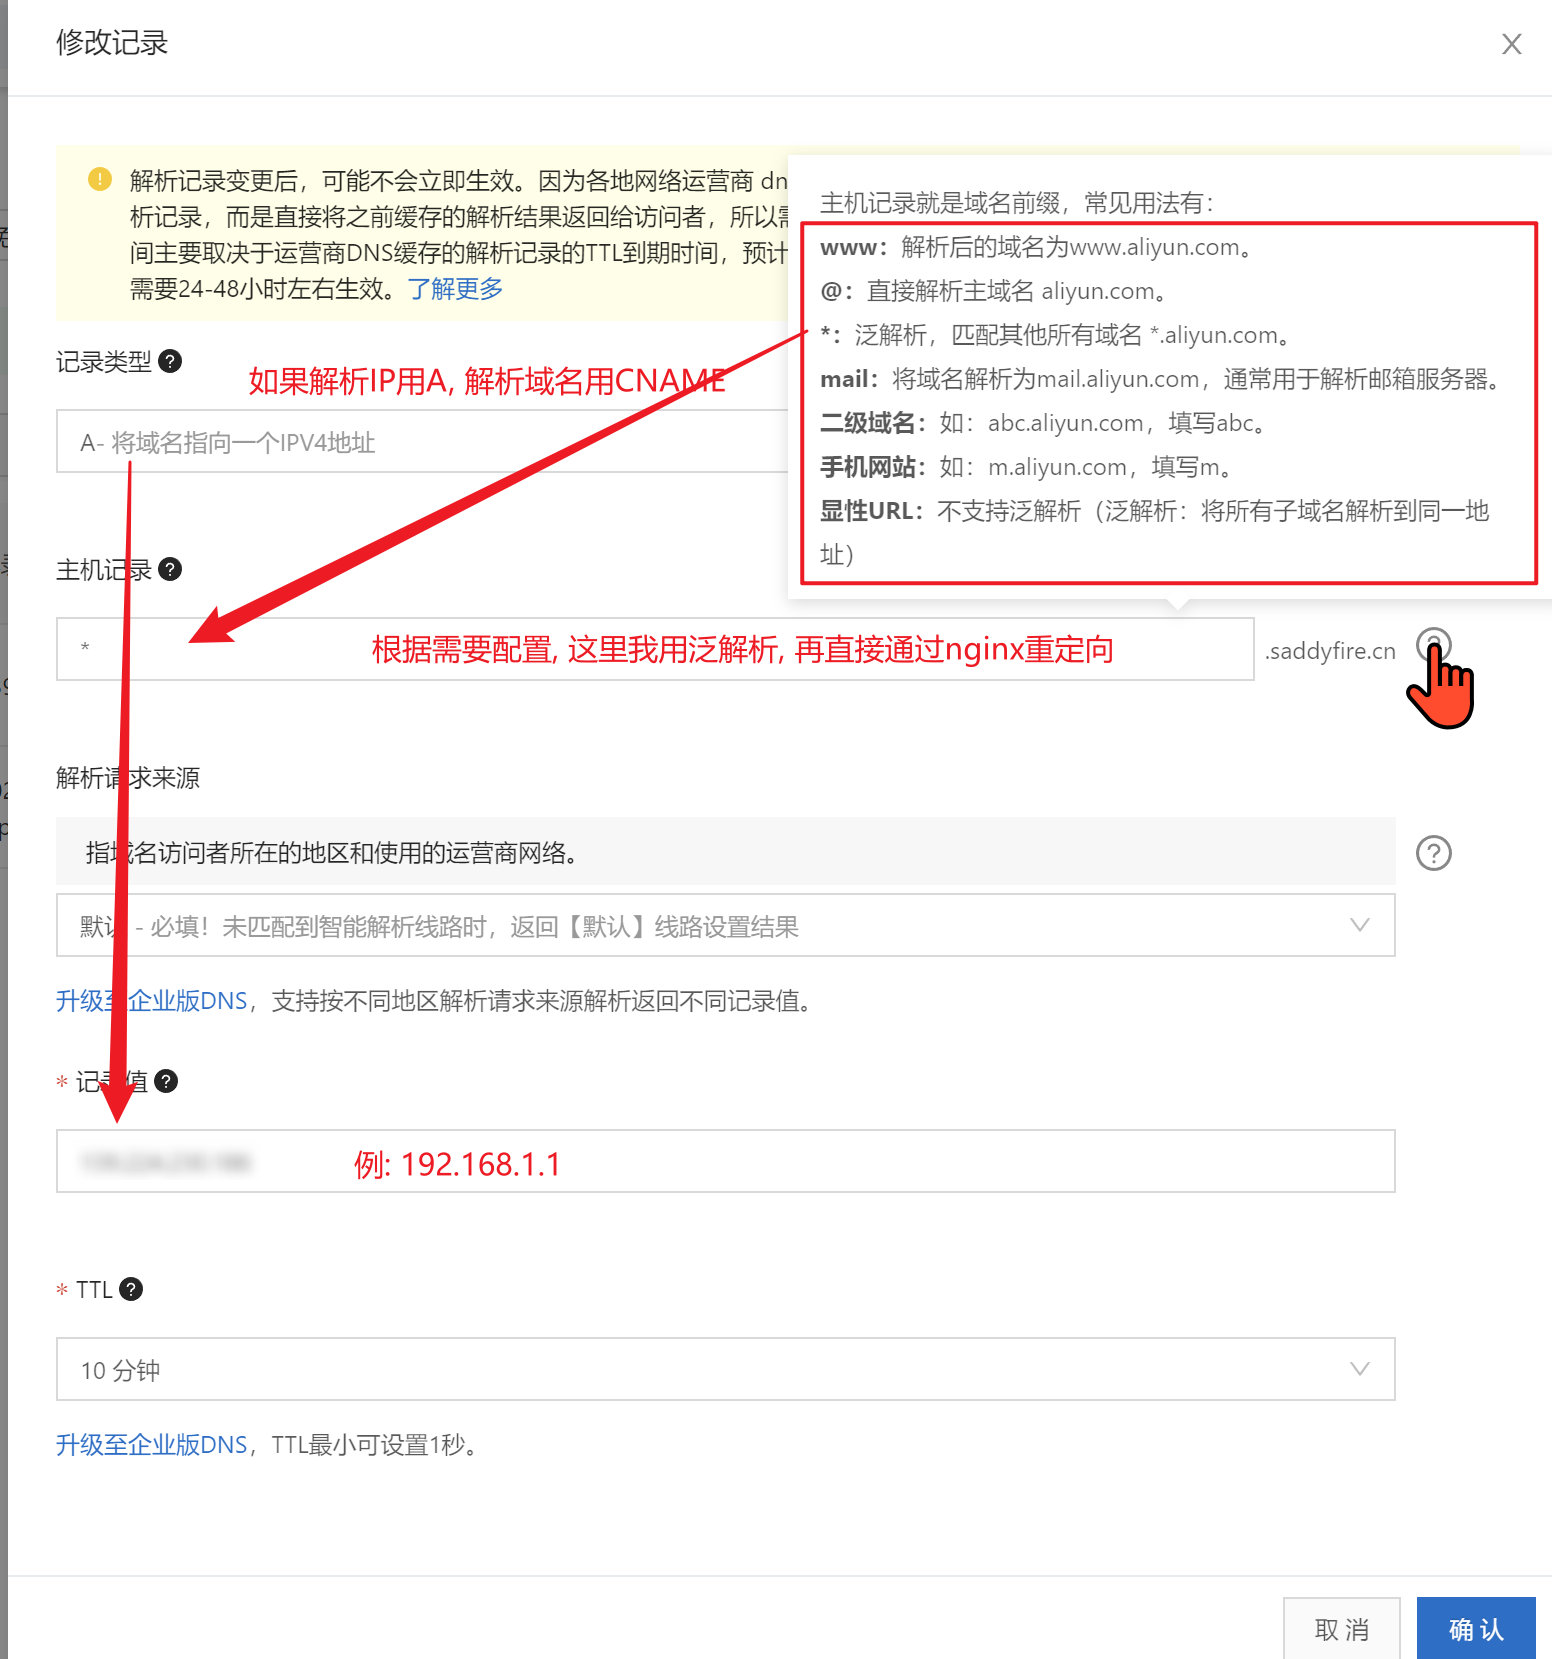 修改记录
解析记录变更后，可能不会立即生效。因为各地网络运营商 dn
析记录，而是直接将之前缓存的解析结果返回给访问者，所以需
间主要取决于运营商DNS缓存的解析记录的TTL到期时间，预计
需要24-48小时左右生效。了解更多
主机记录就是域名前缀，常见用法有：
www：解析后的域名为www.aliyun.com。
@：直接解析主域名 aliyun.com。
*：泛解析，匹配其他所有域名 *.aliyun.com。
mail：将域名解析为mail.aliyun.com，通常用于解析邮箱服务器。
二级域名：如：abc.aliyun.com，填写abc。
手机网站：如：m.aliyun.com，填写m。
显性URL：不支持泛解析（泛解析：将所有子域名解析到同一地
址）
记录类型
如果解析IP用A, 解析域名用CNAME
A- 将域名指向一个IPV4地址
主机记录
*
根据需要配置, 这里我用泛解析, 再直接通过nginx重定向
.saddyfire.cn
解析请求来源
指域名访问者所在的地区和使用的运营商网络。
默认 - 必填！未匹配到智能解析线路时，返回【默认】线路设置结果
升级至企业版DNS，支持按不同地区解析请求来源解析返回不同记录值。
* 记录值
例: 192.168.1.1
* TTL
10 分钟
升级至企业版DNS，TTL最小可设置1秒。
取 消
确 认